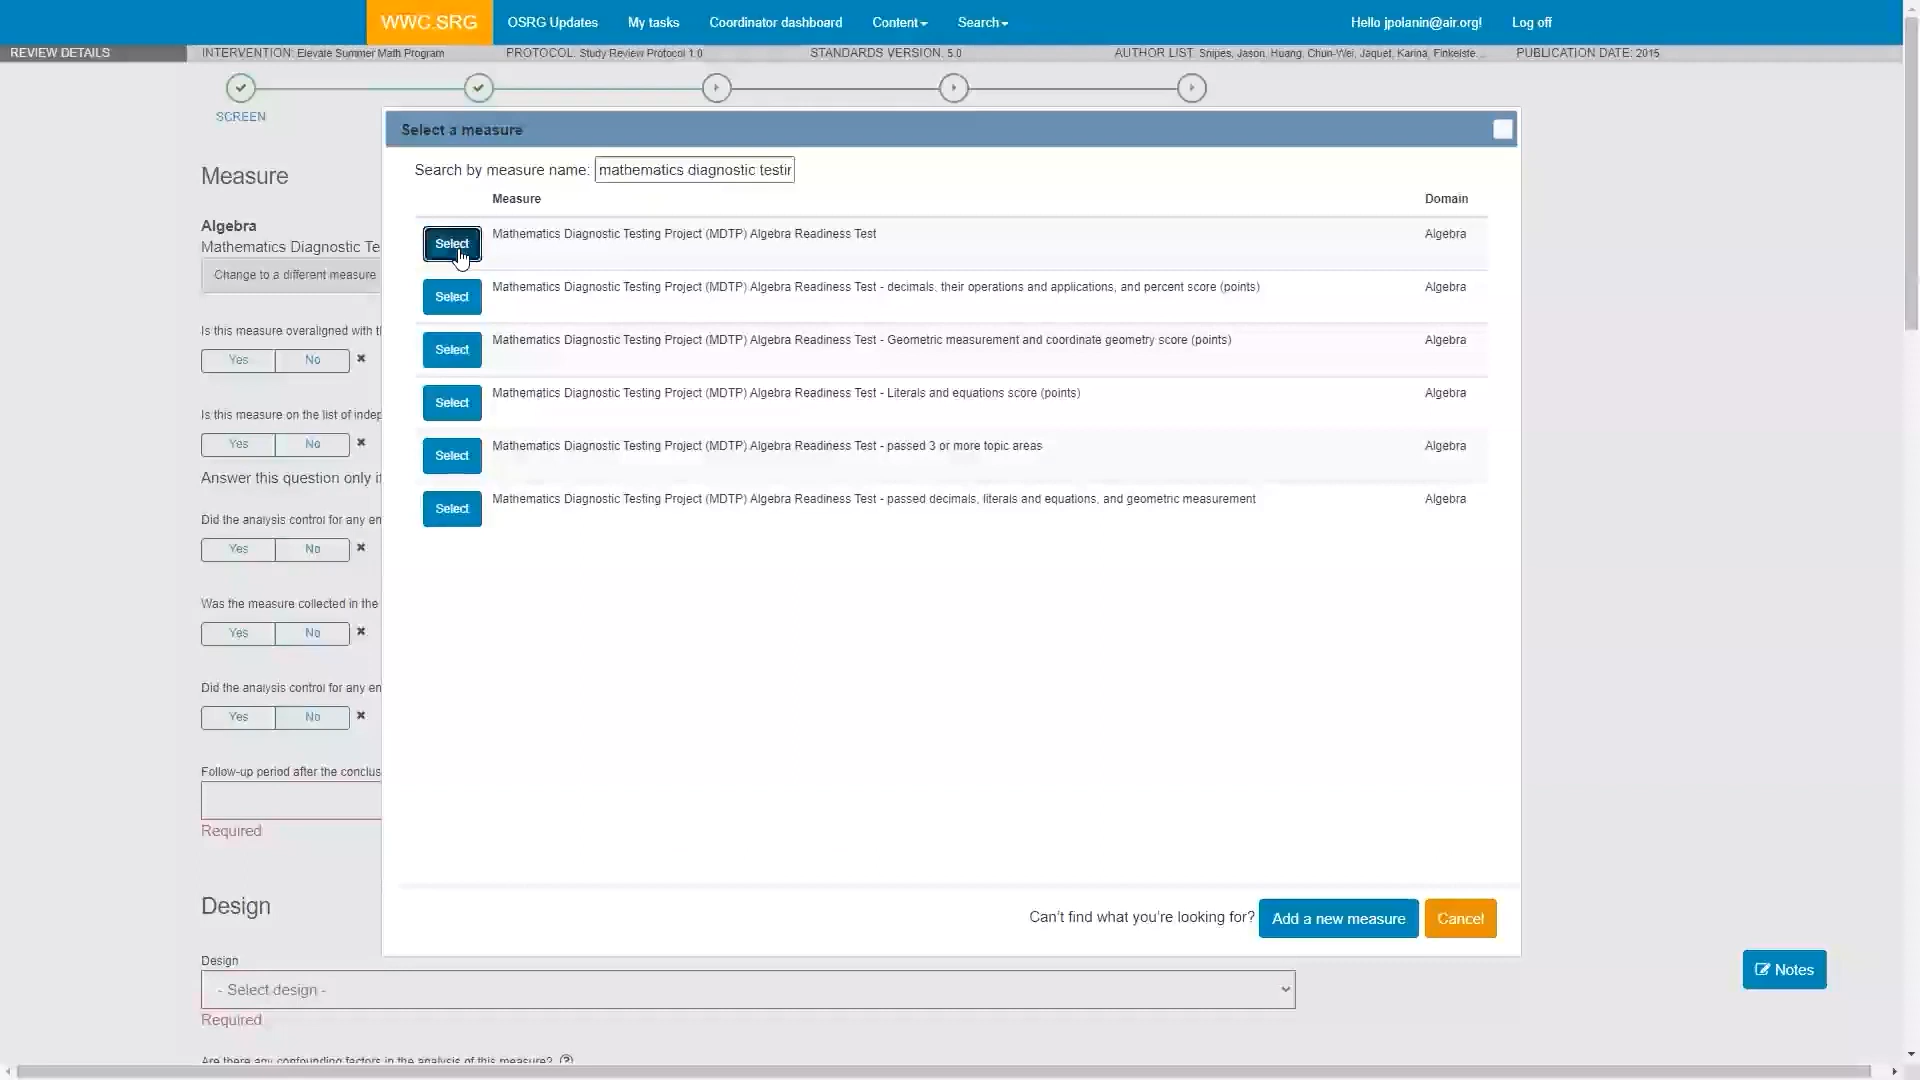 WWC.SRG OSRG Updates My tasks Coordinator dashboard Content Search Hello jpolanin@air.org! Log off
REVIEW DETAILS INTERVENTION: Elevate Summer Math Program PROTOCOL: Study Review Protocol 1.0 STANDARDS VERSION: 5.0 AUTHOR LIST: Snipes, Jason, Huang, Chun-Wei, Jaquet, Karina, Finkelste... PUBLICATION DATE: 2015
SCREEN
Select a measure
Search by measure name: mathematics diagnostic testin
Measure Domain
Select Mathematics Diagnostic Testing Project (MDTP) Algebra Readiness Test Algebra
Select Mathematics Diagnostic Testing Project (MDTP) Algebra Readiness Test - decimals, their operations and applications, and percent score (points) Algebra
Select Mathematics Diagnostic Testing Project (MDTP) Algebra Readiness Test - Geometric measurement and coordinate geometry score (points) Algebra
Select Mathematics Diagnostic Testing Project (MDTP) Algebra Readiness Test - Literals and equations score (points) Algebra
Select Mathematics Diagnostic Testing Project (MDTP) Algebra Readiness Test - passed 3 or more topic areas Algebra
Select Mathematics Diagnostic Testing Project (MDTP) Algebra Readiness Test - passed decimals, literals and equations, and geometric measurement Algebra
Can't find what you're looking for? Add a new measure Cancel
Measure
Algebra
Mathematics Diagnostic Te
Change to a different measure
Is this measure overaligned with t
Yes No
Is this measure on the list of indep
Yes No
Answer this question only i
Did the analysis control for any en
Yes No
Was the measure collected in the
Yes No
Did the analysis control for any en
Yes No
Follow-up period after the conclus
Required
Design
Design
- Select design -
Required
Are there any confounding factors in the analysis of this measure?
Notes